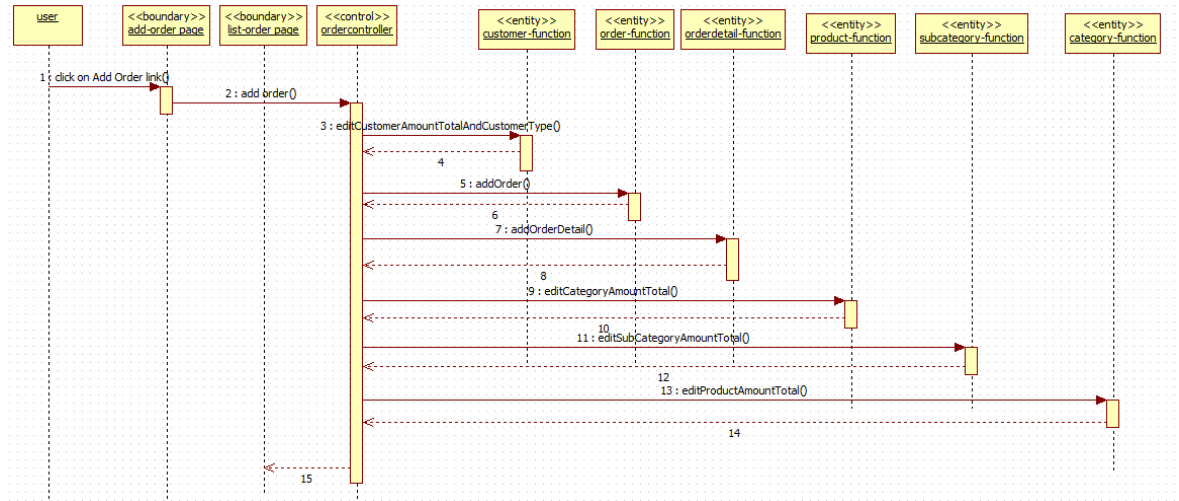 user
<<boundary>>
add-order page
<<boundary>>
list-order page
<<control>>
ordercontroller
<<entity>>
customer-function
<<entity>>
order-function
<<entity>>
orderdetail-function
<<entity>>
product-function
<<entity>>
subcategory-function
<<entity>>
category-function
1 : click on Add Order link()
2 : add order()
3 : editCustomerAmountTotalAndCustomerType()
4
5 : addOrder()
6
7 : addOrderDetail()
8
9 : editCategoryAmountTotal()
10
11 : editSubCategoryAmountTotal()
12
13 : editProductAmountTotal()
14
15